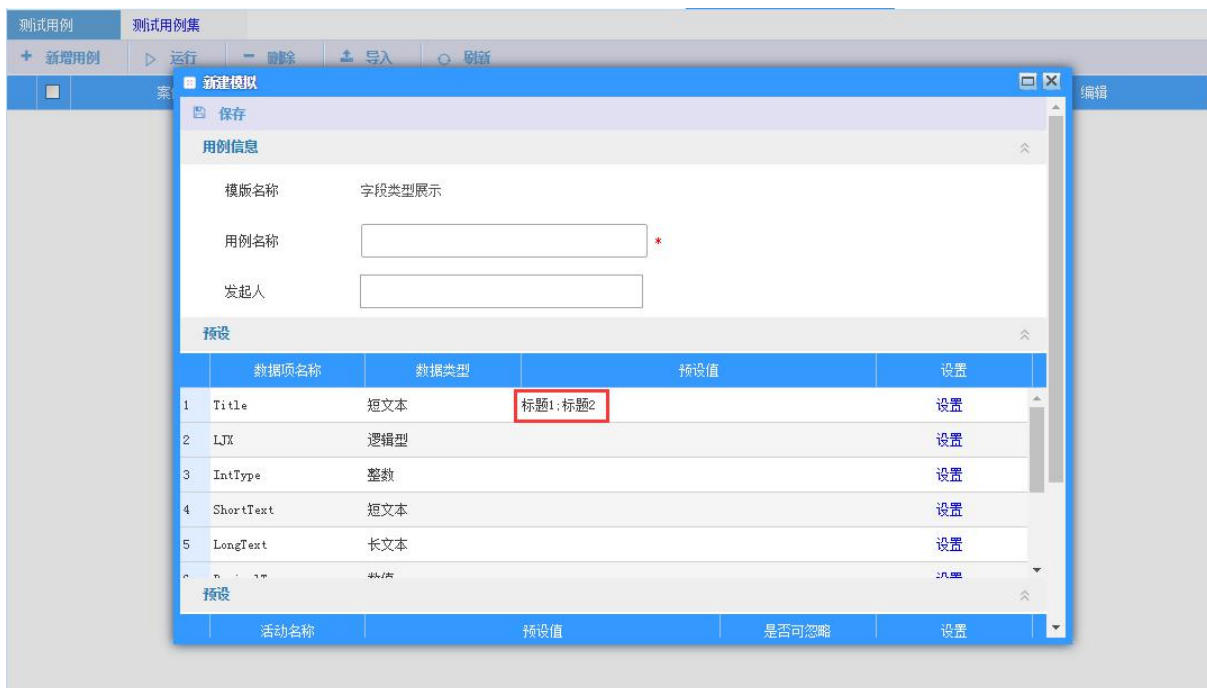 测试用例 测试用例集
+ 新增用例 运行 删除 导入 刷新
案 编辑
新建模拟
保存
用例信息
模版名称 字段类型展示
用例名称 *
发起人
预设
数据项名称 数据类型 预设值 设置
1 Title 短文本 标题1;标题2 设置
2 LJX 逻辑型 设置
3 IntType 整数 设置
4 ShortText 短文本 设置
5 LongText 长文本 设置
数值 设置
预设
活动名称 预设值 是否可忽略 设置